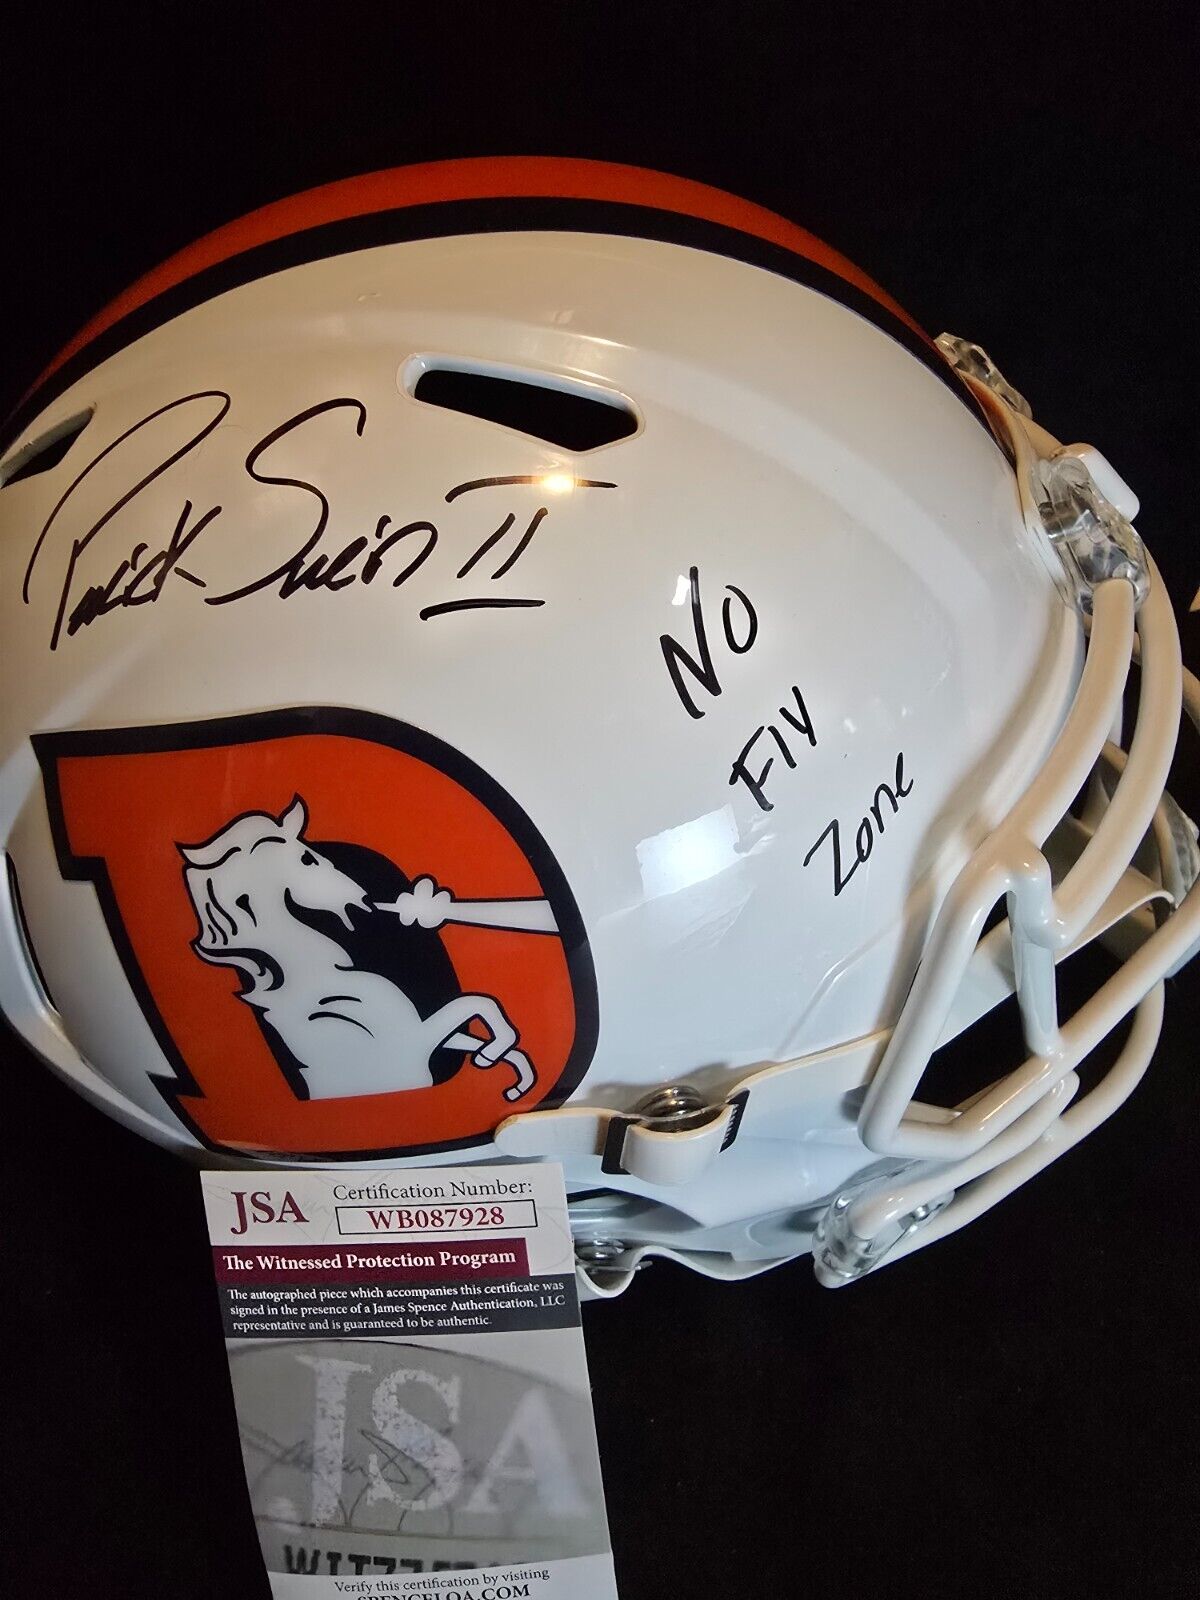 Patrick Surtain II
No
Fly
Zone
JSA
Certification Number:
WB087928
The Witnessed Protection Program
The autographed piece which accompanies this certificate was
signed in the presence of a James Spence Authentication, LLC
representative and is guaranteed to be authentic.
JSA
Verify this certification by visiting
SPENCELOA.COM